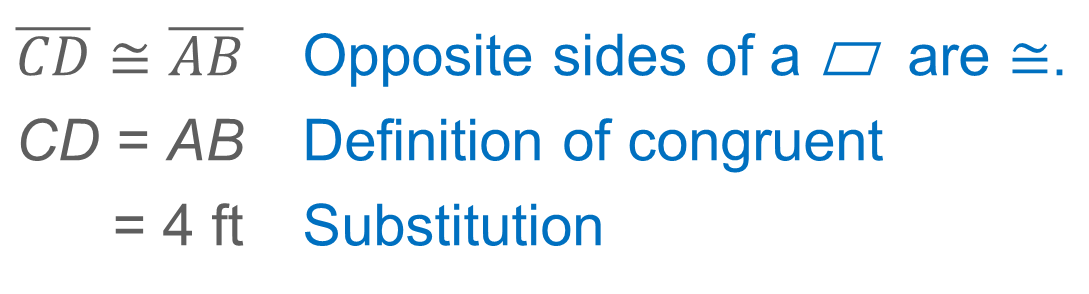 CD ≅ AB Opposite sides of a ▱ are ≅.
CD = AB Definition of congruent
= 4 ft Substitution